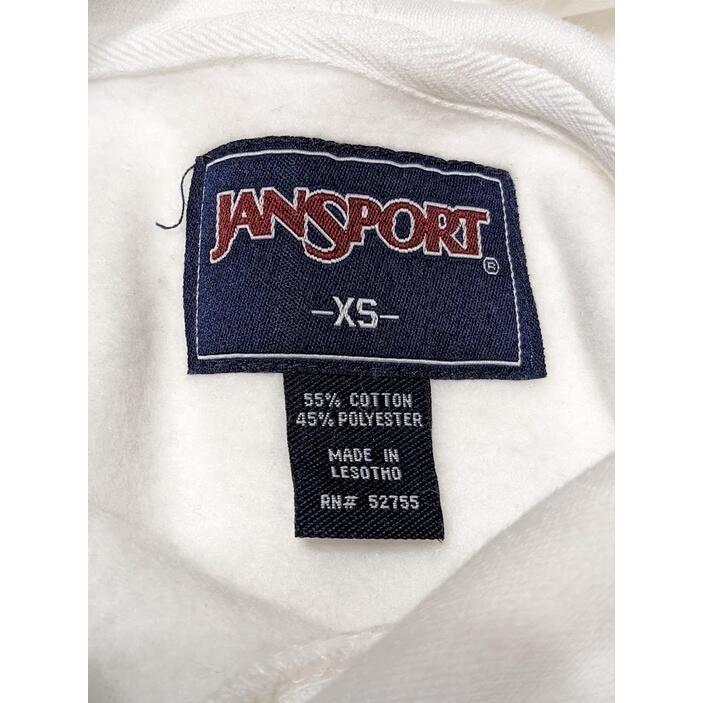 JANSPORT
®
-XS-
55% COTTON
45% POLYESTER
MADE IN
LESOTHO
RN# 52755